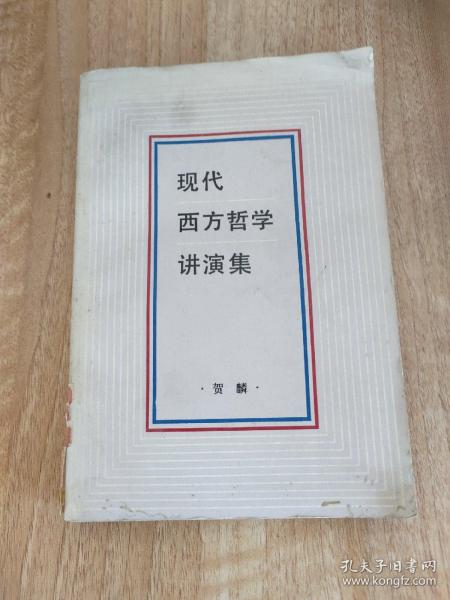 现代
西方哲学
讲演集
·贺麟·
孔夫子旧书网
www.kongfz.com